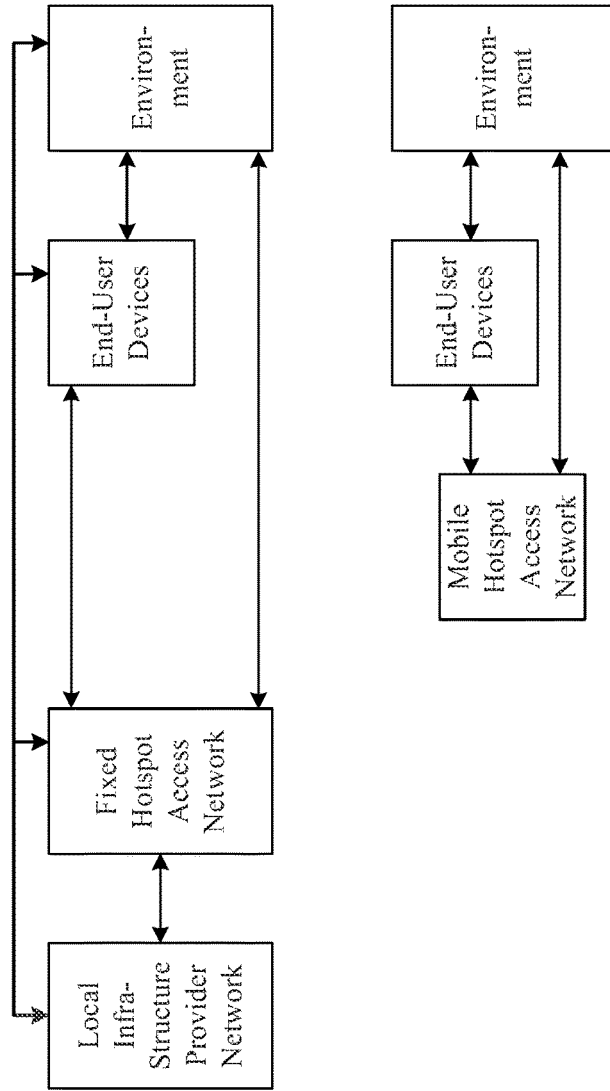 Local
Infra-
Structure
Provider
Network
Fixed
Hotspot
Access
Network
End-User
Devices
Environ-
ment
Mobile
Hotspot
Access
Network
End-User
Devices
Environ-
ment